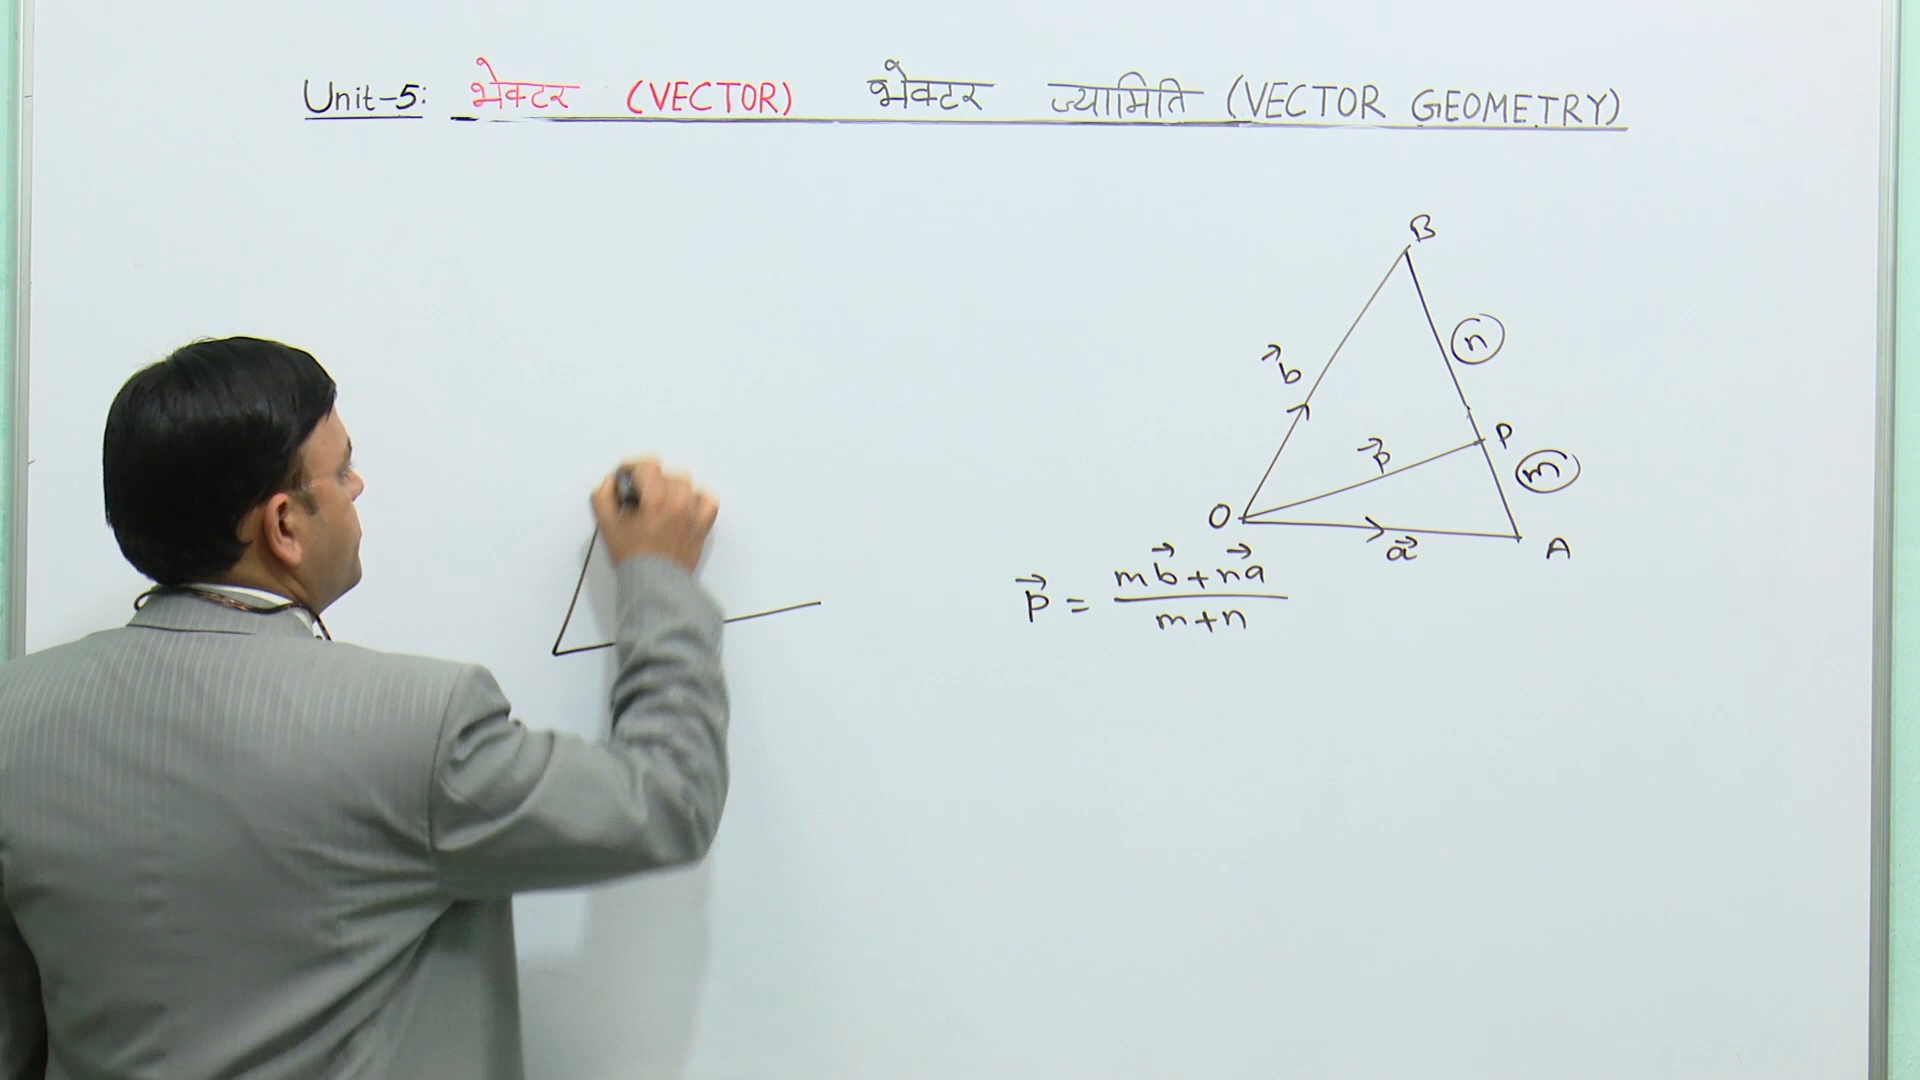 Unit-5: भेक्टर (VECTOR) भेक्टर ज्यामिति (VECTOR GEOMETRY)
B
n
b⃗
P
p⃗
m
O
a⃗
A
p⃗ = (mb⃗ + na⃗) / (m+n)